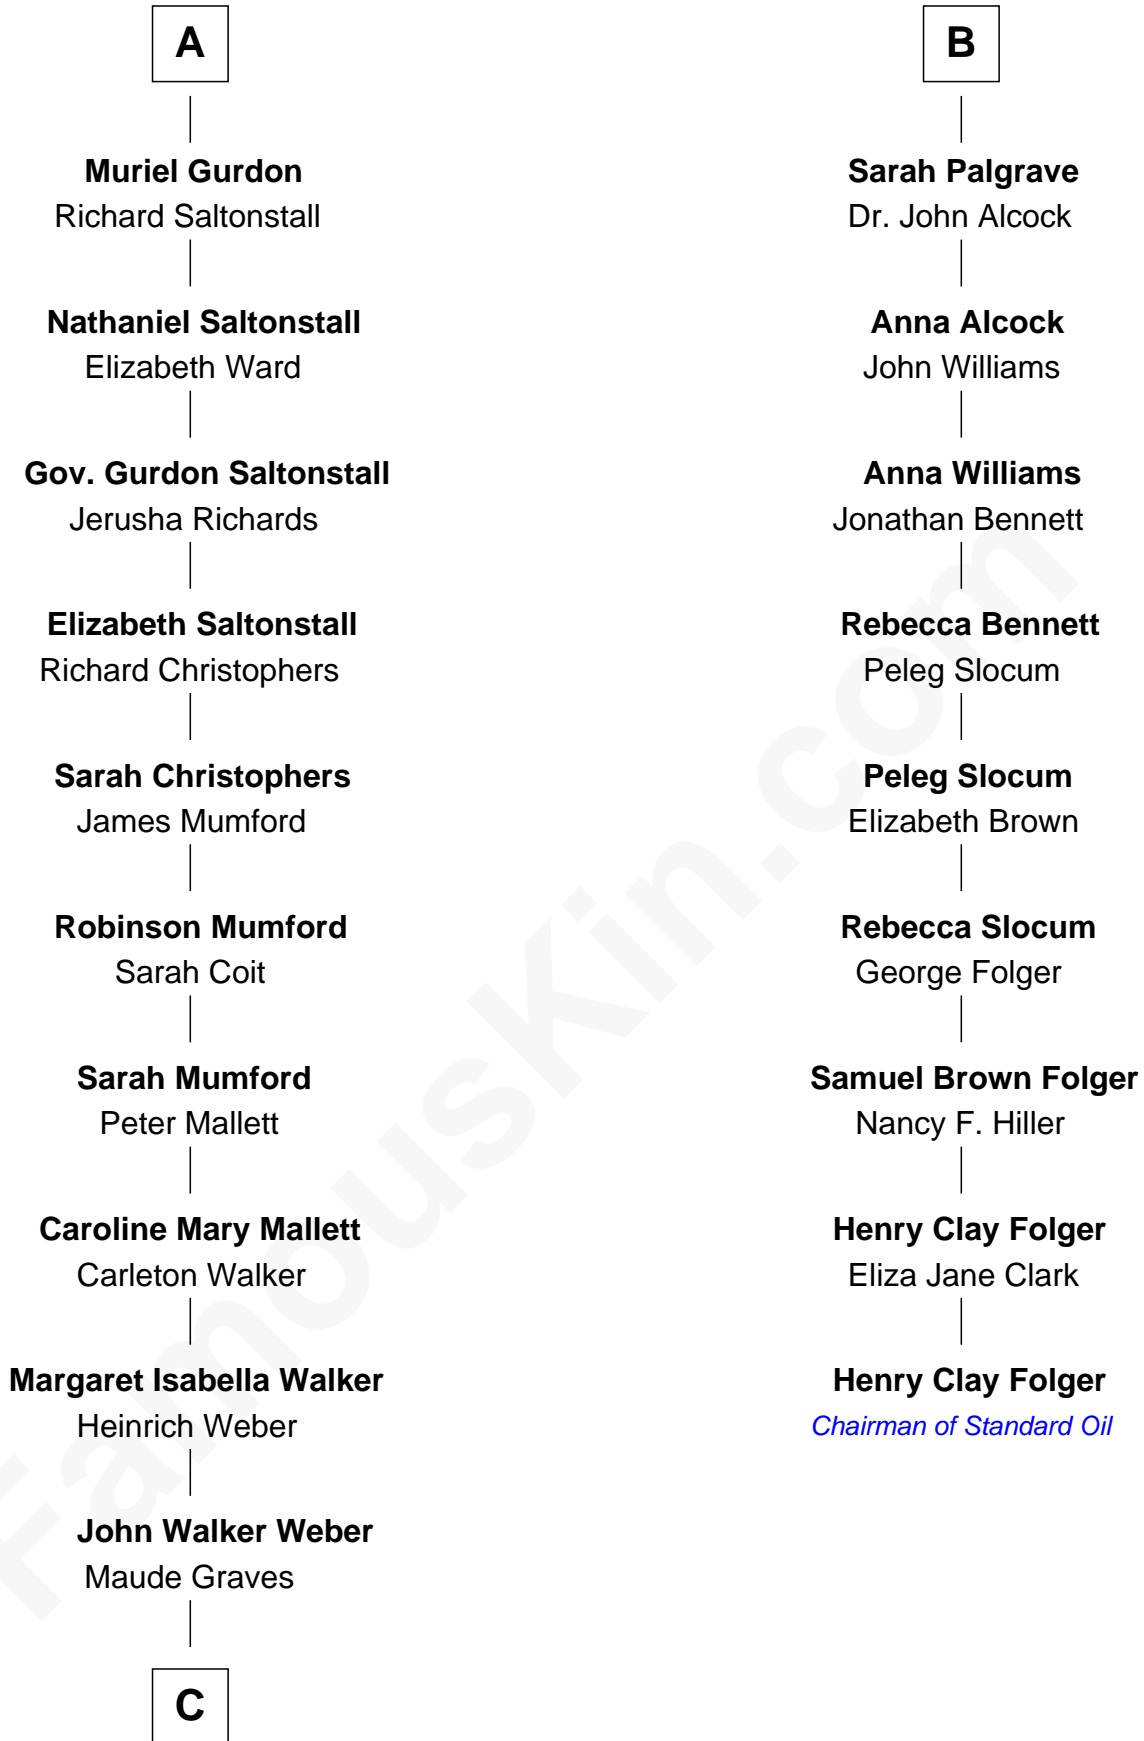 A
Muriel Gurdon
Richard Saltonstall
Nathaniel Saltonstall
Elizabeth Ward
Gov. Gurdon Saltonstall
Jerusha Richards
Elizabeth Saltonstall
Richard Christophers
Sarah Christophers
James Mumford
Robinson Mumford
Sarah Coit
Sarah Mumford
Peter Mallett
Caroline Mary Mallett
Carleton Walker
Margaret Isabella Walker
Heinrich Weber
John Walker Weber
Maude Graves
C
B
Sarah Palgrave
Dr. John Alcock
Anna Alcock
John Williams
Anna Williams
Jonathan Bennett
Rebecca Bennett
Peleg Slocum
Peleg Slocum
Elizabeth Brown
Rebecca Slocum
George Folger
Samuel Brown Folger
Nancy F. Hiller
Henry Clay Folger
Eliza Jane Clark
Henry Clay Folger
Chairman of Standard Oil
FamousKin.com